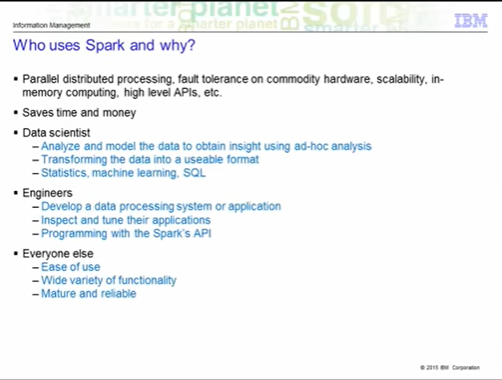 smarter planet
Information Management
IBM
Who uses Spark and why?
▪ Parallel distributed processing, fault tolerance on commodity hardware, scalability, in-
memory computing, high level APIs, etc.
▪ Saves time and money
▪ Data scientist
– Analyze and model the data to obtain insight using ad-hoc analysis
– Transforming the data into a useable format
– Statistics, machine learning, SQL
▪ Engineers
– Develop a data processing system or application
– Inspect and tune their applications
– Programming with the Spark's API
▪ Everyone else
– Ease of use
– Wide variety of functionality
– Mature and reliable
© 2015 IBM Corporation